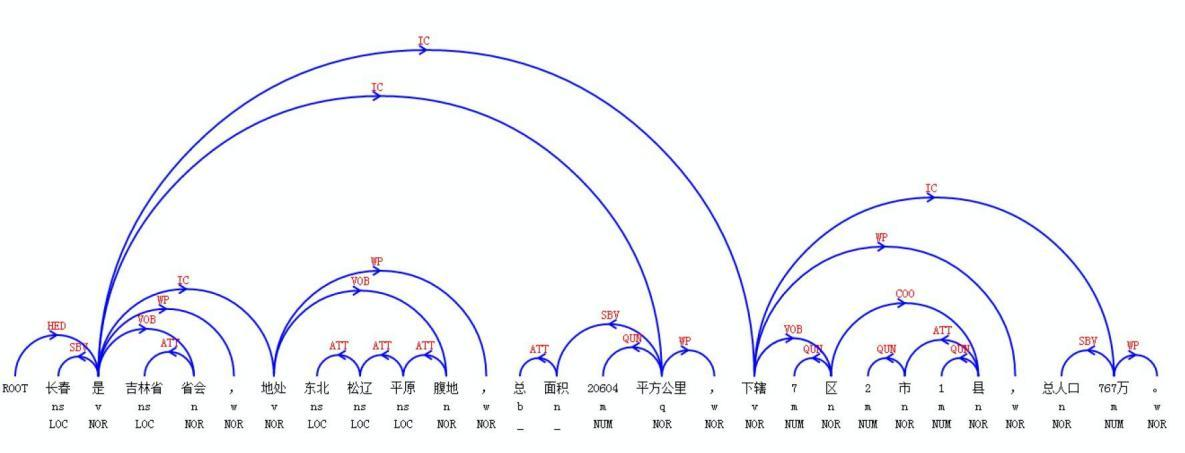 IC
IC
IC
WP
WP
VOB
COO
IC
WP
HED
SBV
VOB
ATT
ATT
ATT
ATT
ATT
SBV
QUN
WP
VOB
QUN
QUN
ATT
QUN
SBV
WP
ROOT 长春 是 吉林省 省会 , 地处 东北 松辽 平原 腹地 , 总 面积 20604 平方公里 , 下辖 7 区 2 市 1 县 , 总人口 767万 。
ns v ns n w v ns ns ns n w b n m q w v m n m n m n w n m w
LOC NOR LOC NOR NOR NOR LOC LOC LOC NOR NOR _ _ NUM NOR NOR NOR NUM NOR NUM NOR NUM NOR NOR NOR NUM NOR